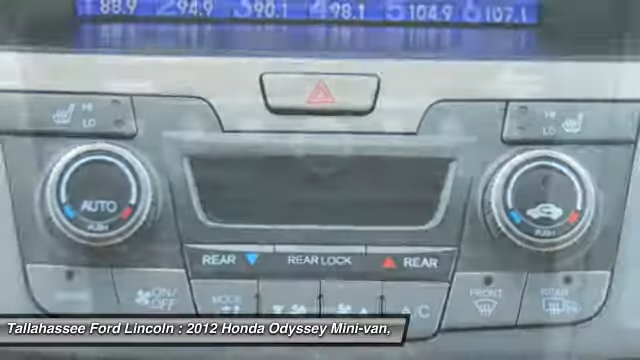 1 88.9 2 94.9 3 90.1 4 98.1 5 104.9 6 107.1
HI
LO
HI
LO
AUTO
PUSH
PUSH
REAR REAR LOCK REAR
ON/
OFF
MODE
A/C
FRONT
REAR
Tallahassee Ford Lincoln : 2012 Honda Odyssey Mini-van,